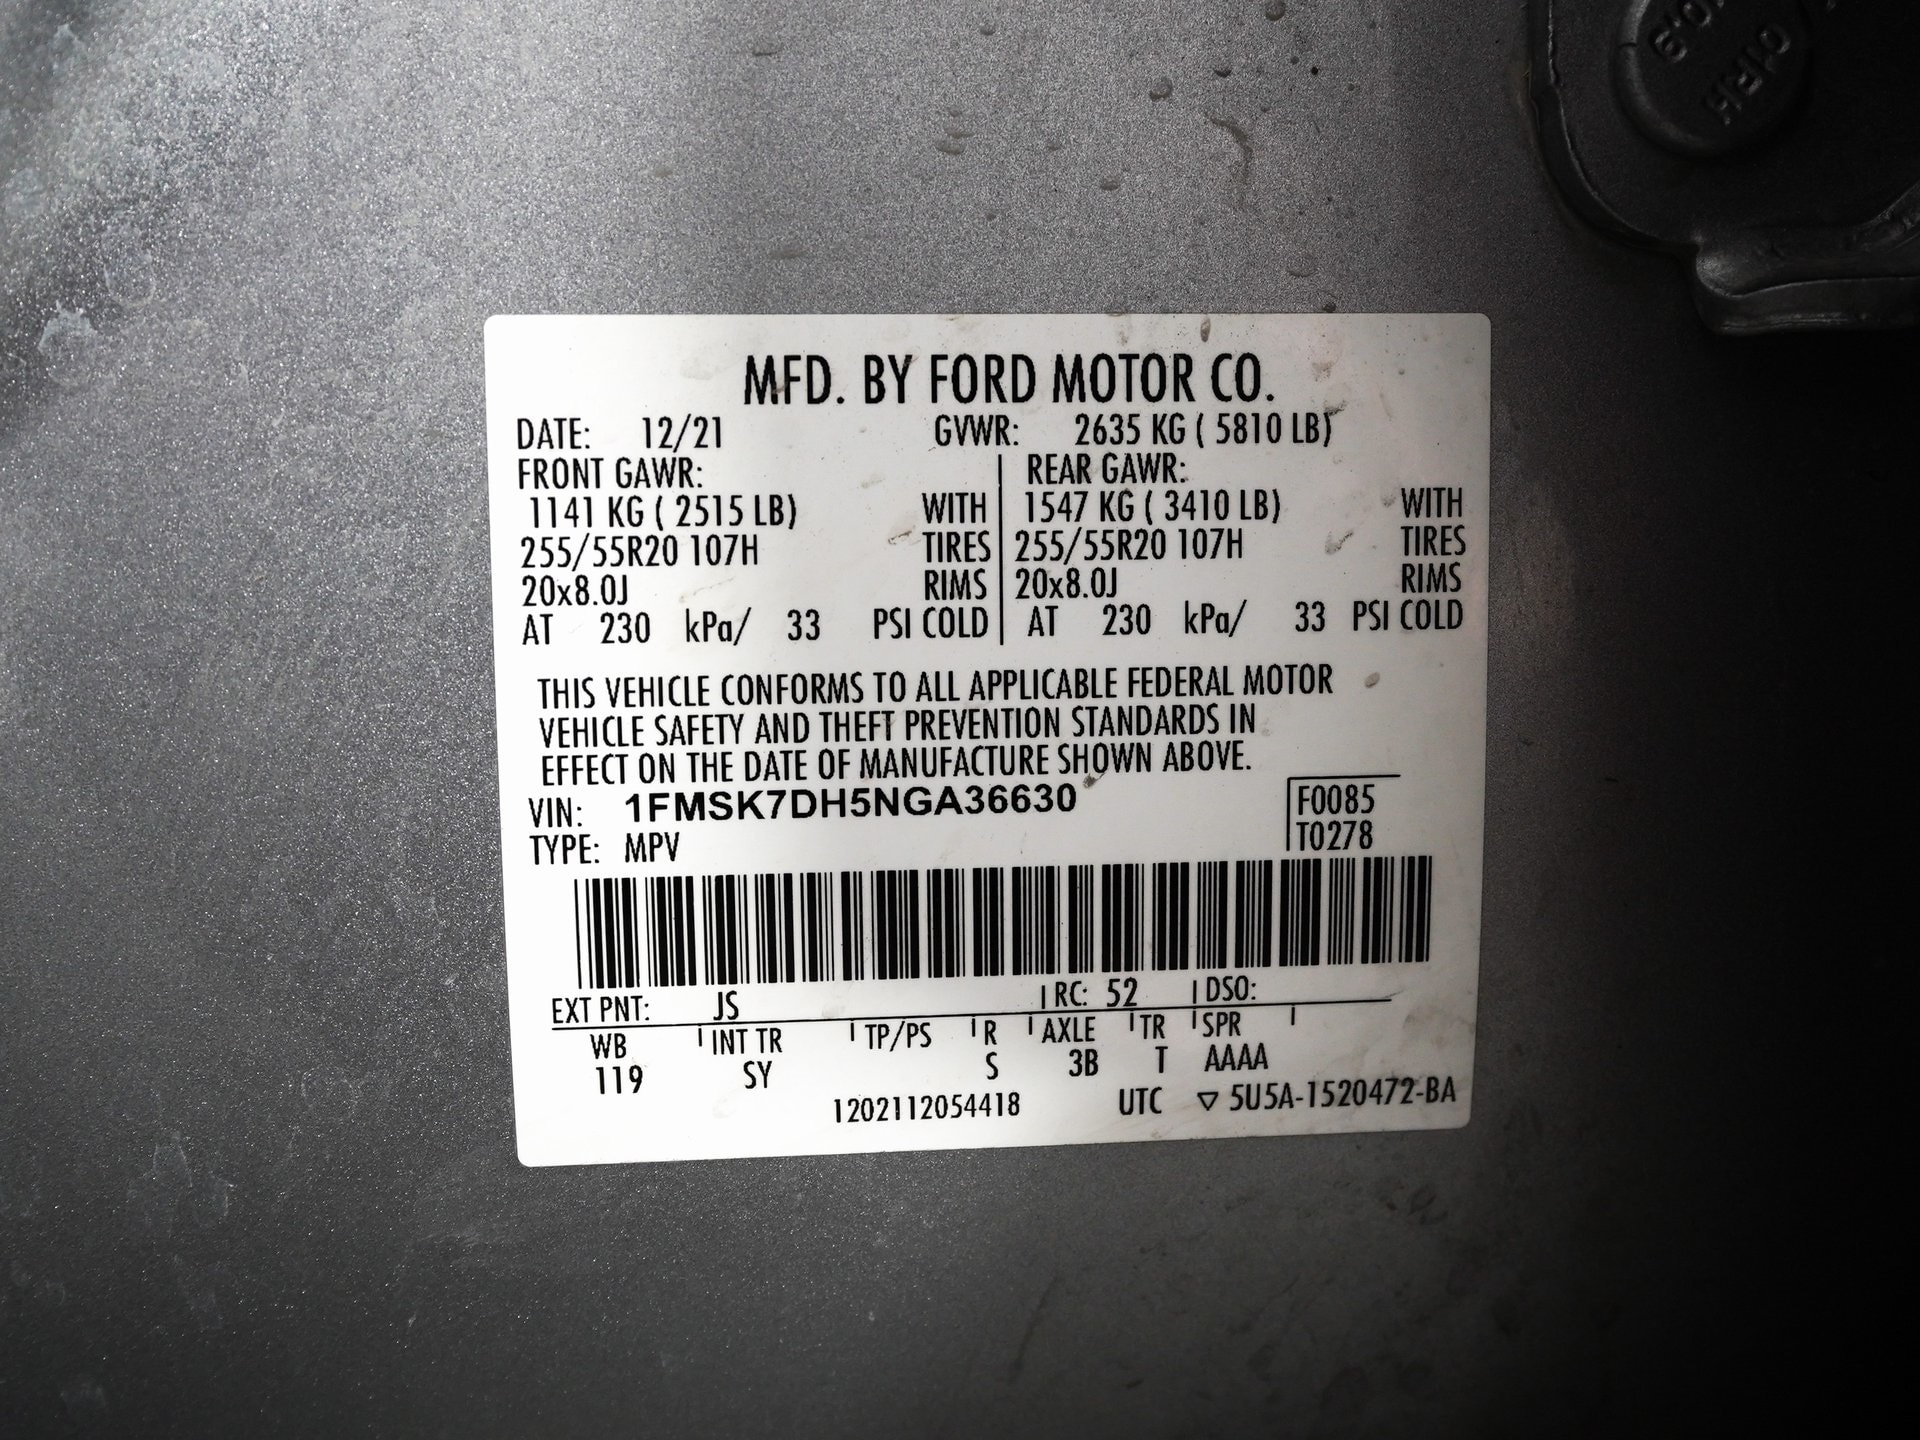 10.9
MFD. BY FORD MOTOR CO.
DATE: 12/21 GVWR: 2635 KG ( 5810 LB)
FRONT GAWR: REAR GAWR:
1141 KG ( 2515 LB) WITH 1547 KG ( 3410 LB) WITH
255/55R20 107H TIRES 255/55R20 107H TIRES
20x8.0J RIMS 20x8.0J RIMS
AT 230 kPa/ 33 PSI COLD AT 230 kPa/ 33 PSI COLD
THIS VEHICLE CONFORMS TO ALL APPLICABLE FEDERAL MOTOR
VEHICLE SAFETY AND THEFT PREVENTION STANDARDS IN
EFFECT ON THE DATE OF MANUFACTURE SHOWN ABOVE.
VIN: 1FMSK7DH5NGA36630 F0085
TYPE: MPV T0278
EXT PNT: JS RC: 52 DSO:
WB INT TR TP/PS R AXLE TR SPR
119 SY S 3B T AAAA
1202112054418 UTC ▽ 5U5A-1520472-BA